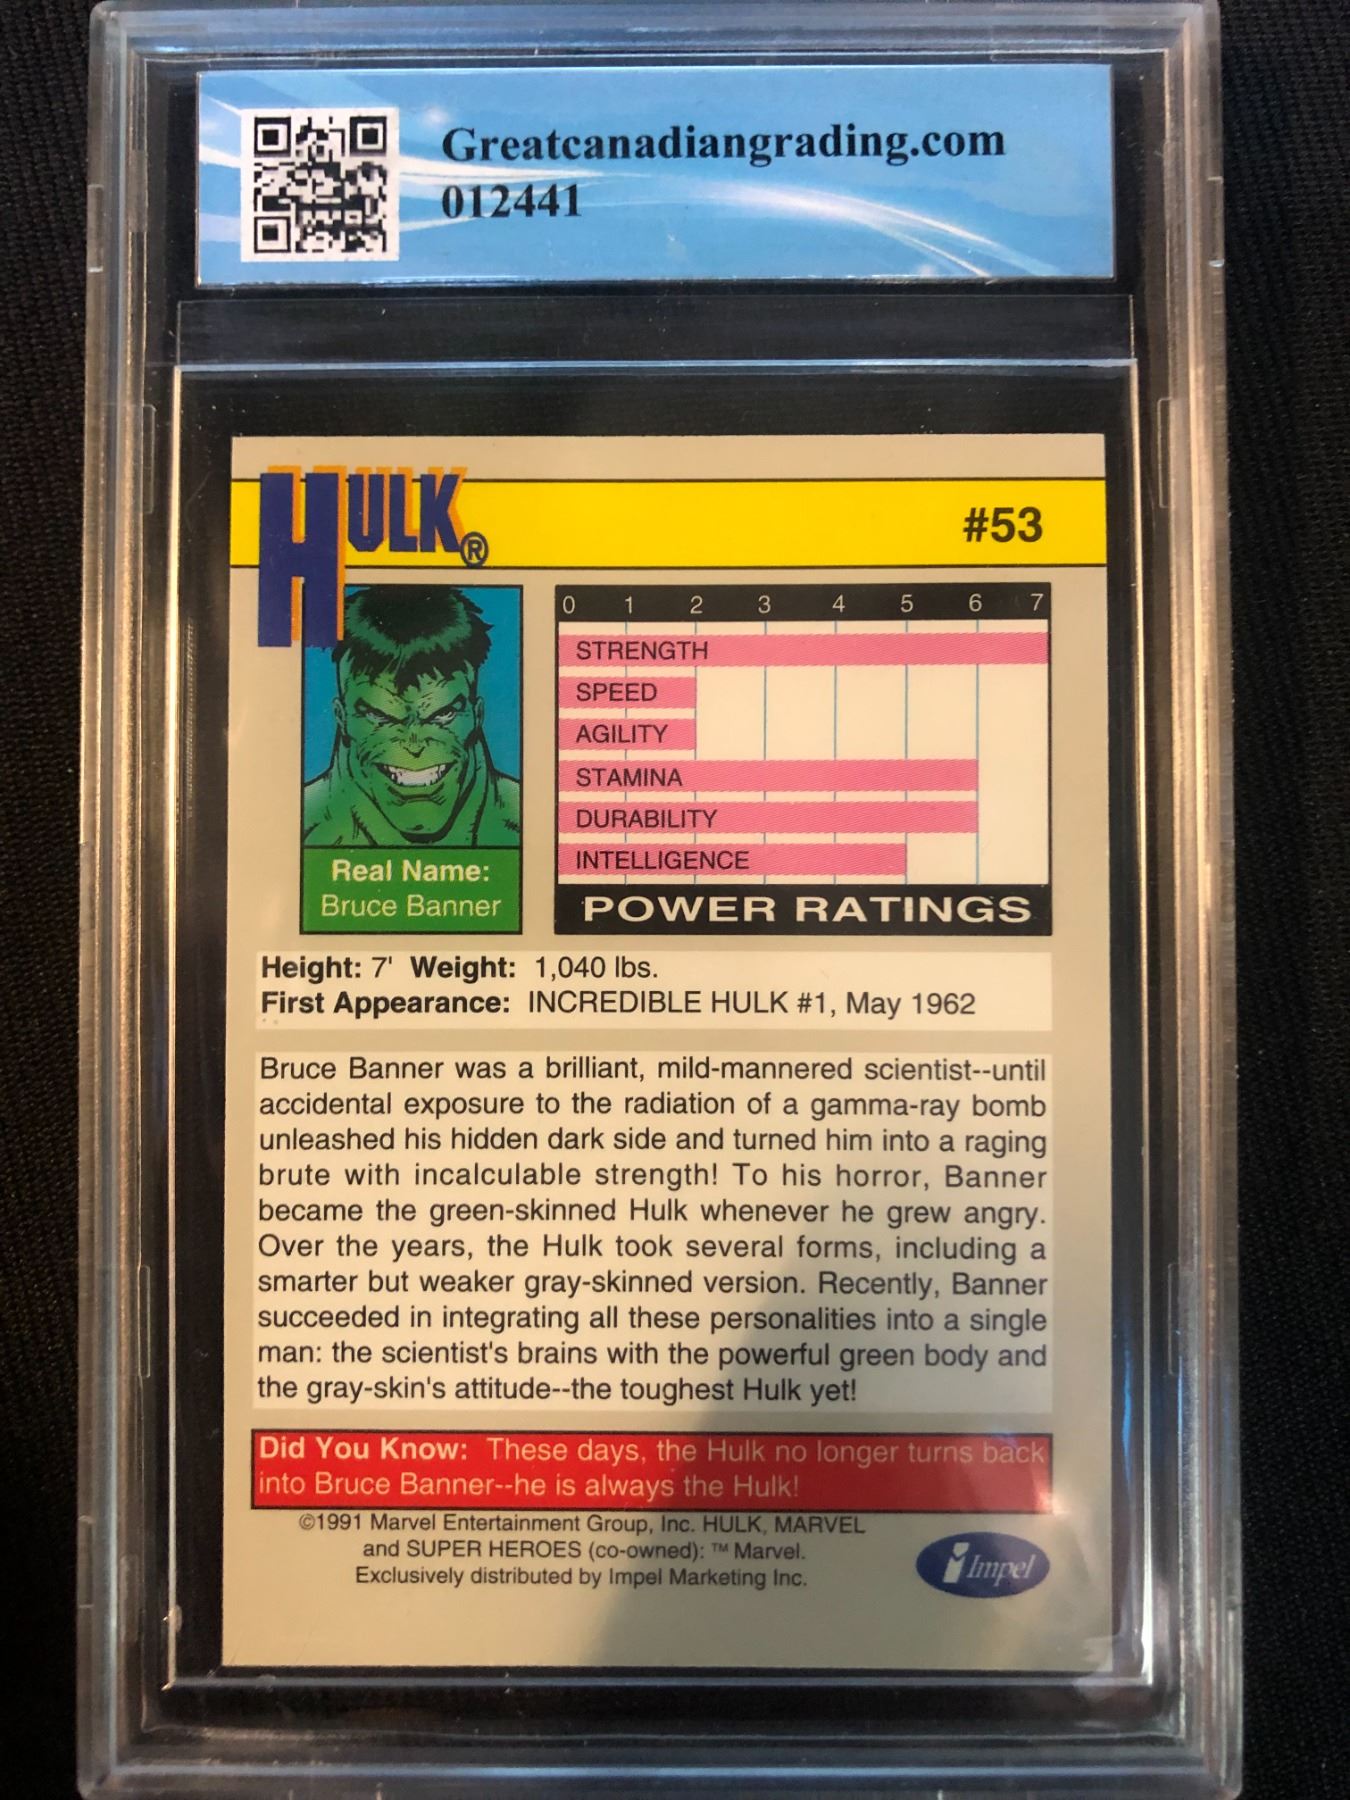 Greatcanadiangrading.com
012441
HULK®
#53
0 1 2 3 4 5 6 7
STRENGTH
SPEED
AGILITY
STAMINA
DURABILITY
INTELLIGENCE
POWER RATINGS
Real Name:
Bruce Banner
Height: 7' Weight: 1,040 lbs.
First Appearance: INCREDIBLE HULK #1, May 1962
Bruce Banner was a brilliant, mild-mannered scientist--until
accidental exposure to the radiation of a gamma-ray bomb
unleashed his hidden dark side and turned him into a raging
brute with incalculable strength! To his horror, Banner
became the green-skinned Hulk whenever he grew angry.
Over the years, the Hulk took several forms, including a
smarter but weaker gray-skinned version. Recently, Banner
succeeded in integrating all these personalities into a single
man: the scientist's brains with the powerful green body and
the gray-skin's attitude--the toughest Hulk yet!
Did You Know: These days, the Hulk no longer turns back
into Bruce Banner--he is always the Hulk!
©1991 Marvel Entertainment Group, Inc. HULK, MARVEL
and SUPER HEROES (co-owned): ™ Marvel.
Exclusively distributed by Impel Marketing Inc.
Impel